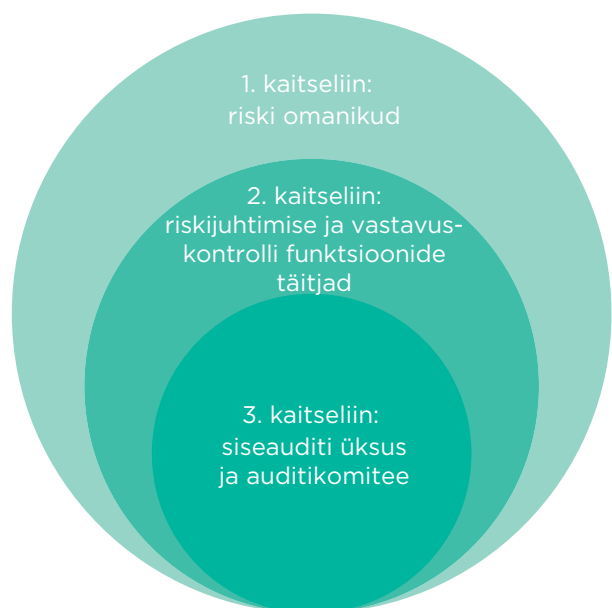 1. kaitseliin:
riski omanikud
2. kaitseliin:
riskijuhtimise ja vastavus-
kontrolli funktsioonide
täitjad
3. kaitseliin:
siseauditi üksus
ja auditikomitee